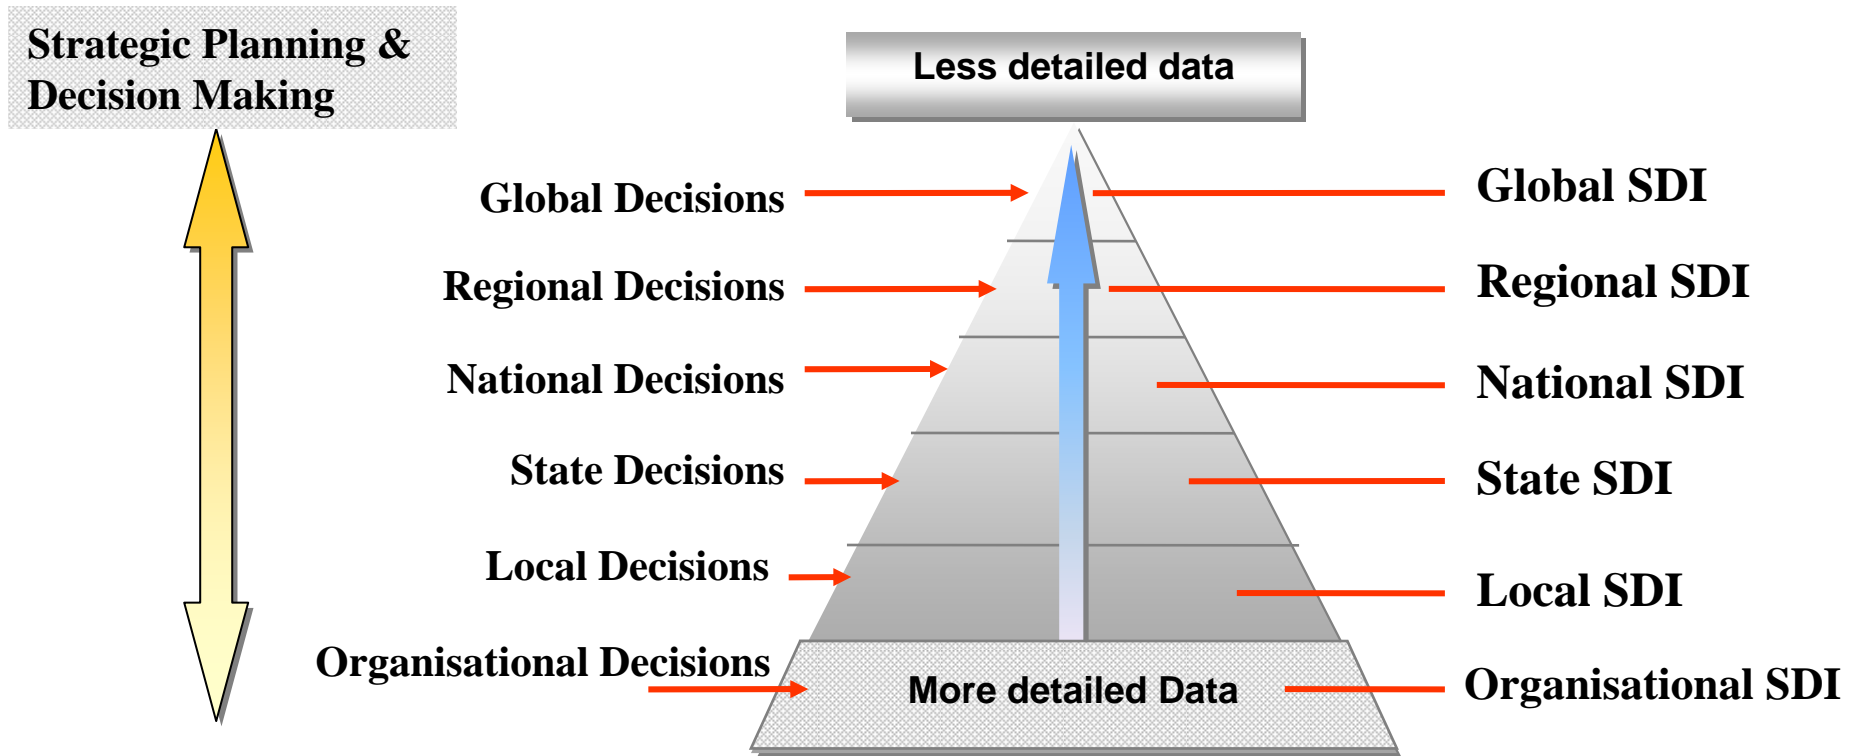 Strategic Planning &
Decision Making
Less detailed data
Global Decisions
Global SDI
Regional Decisions
Regional SDI
National Decisions
National SDI
State Decisions
State SDI
Local Decisions
Local SDI
Organisational Decisions
More detailed Data
Organisational SDI